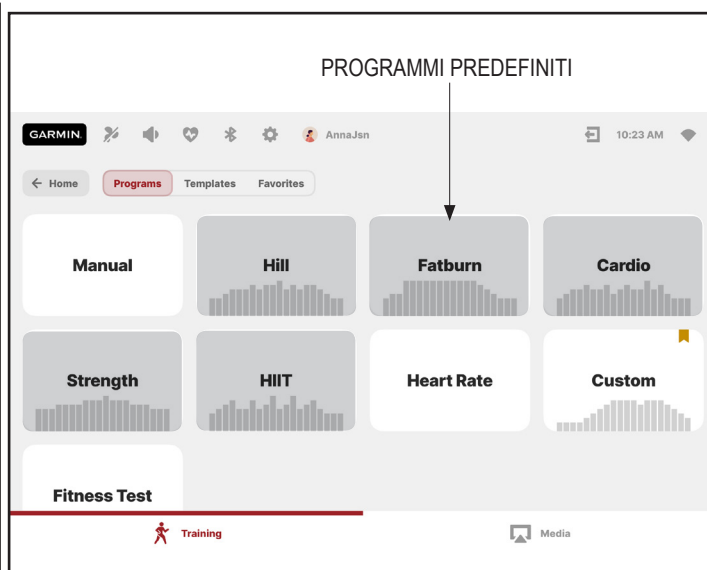 PROGRAMMI PREDEFINITI
GARMIN. AnnaJsn 10:23 AM
← Home Programs Templates Favorites
Manual Hill Fatburn Cardio
Strength HIIT Heart Rate Custom
Fitness Test
Training Media